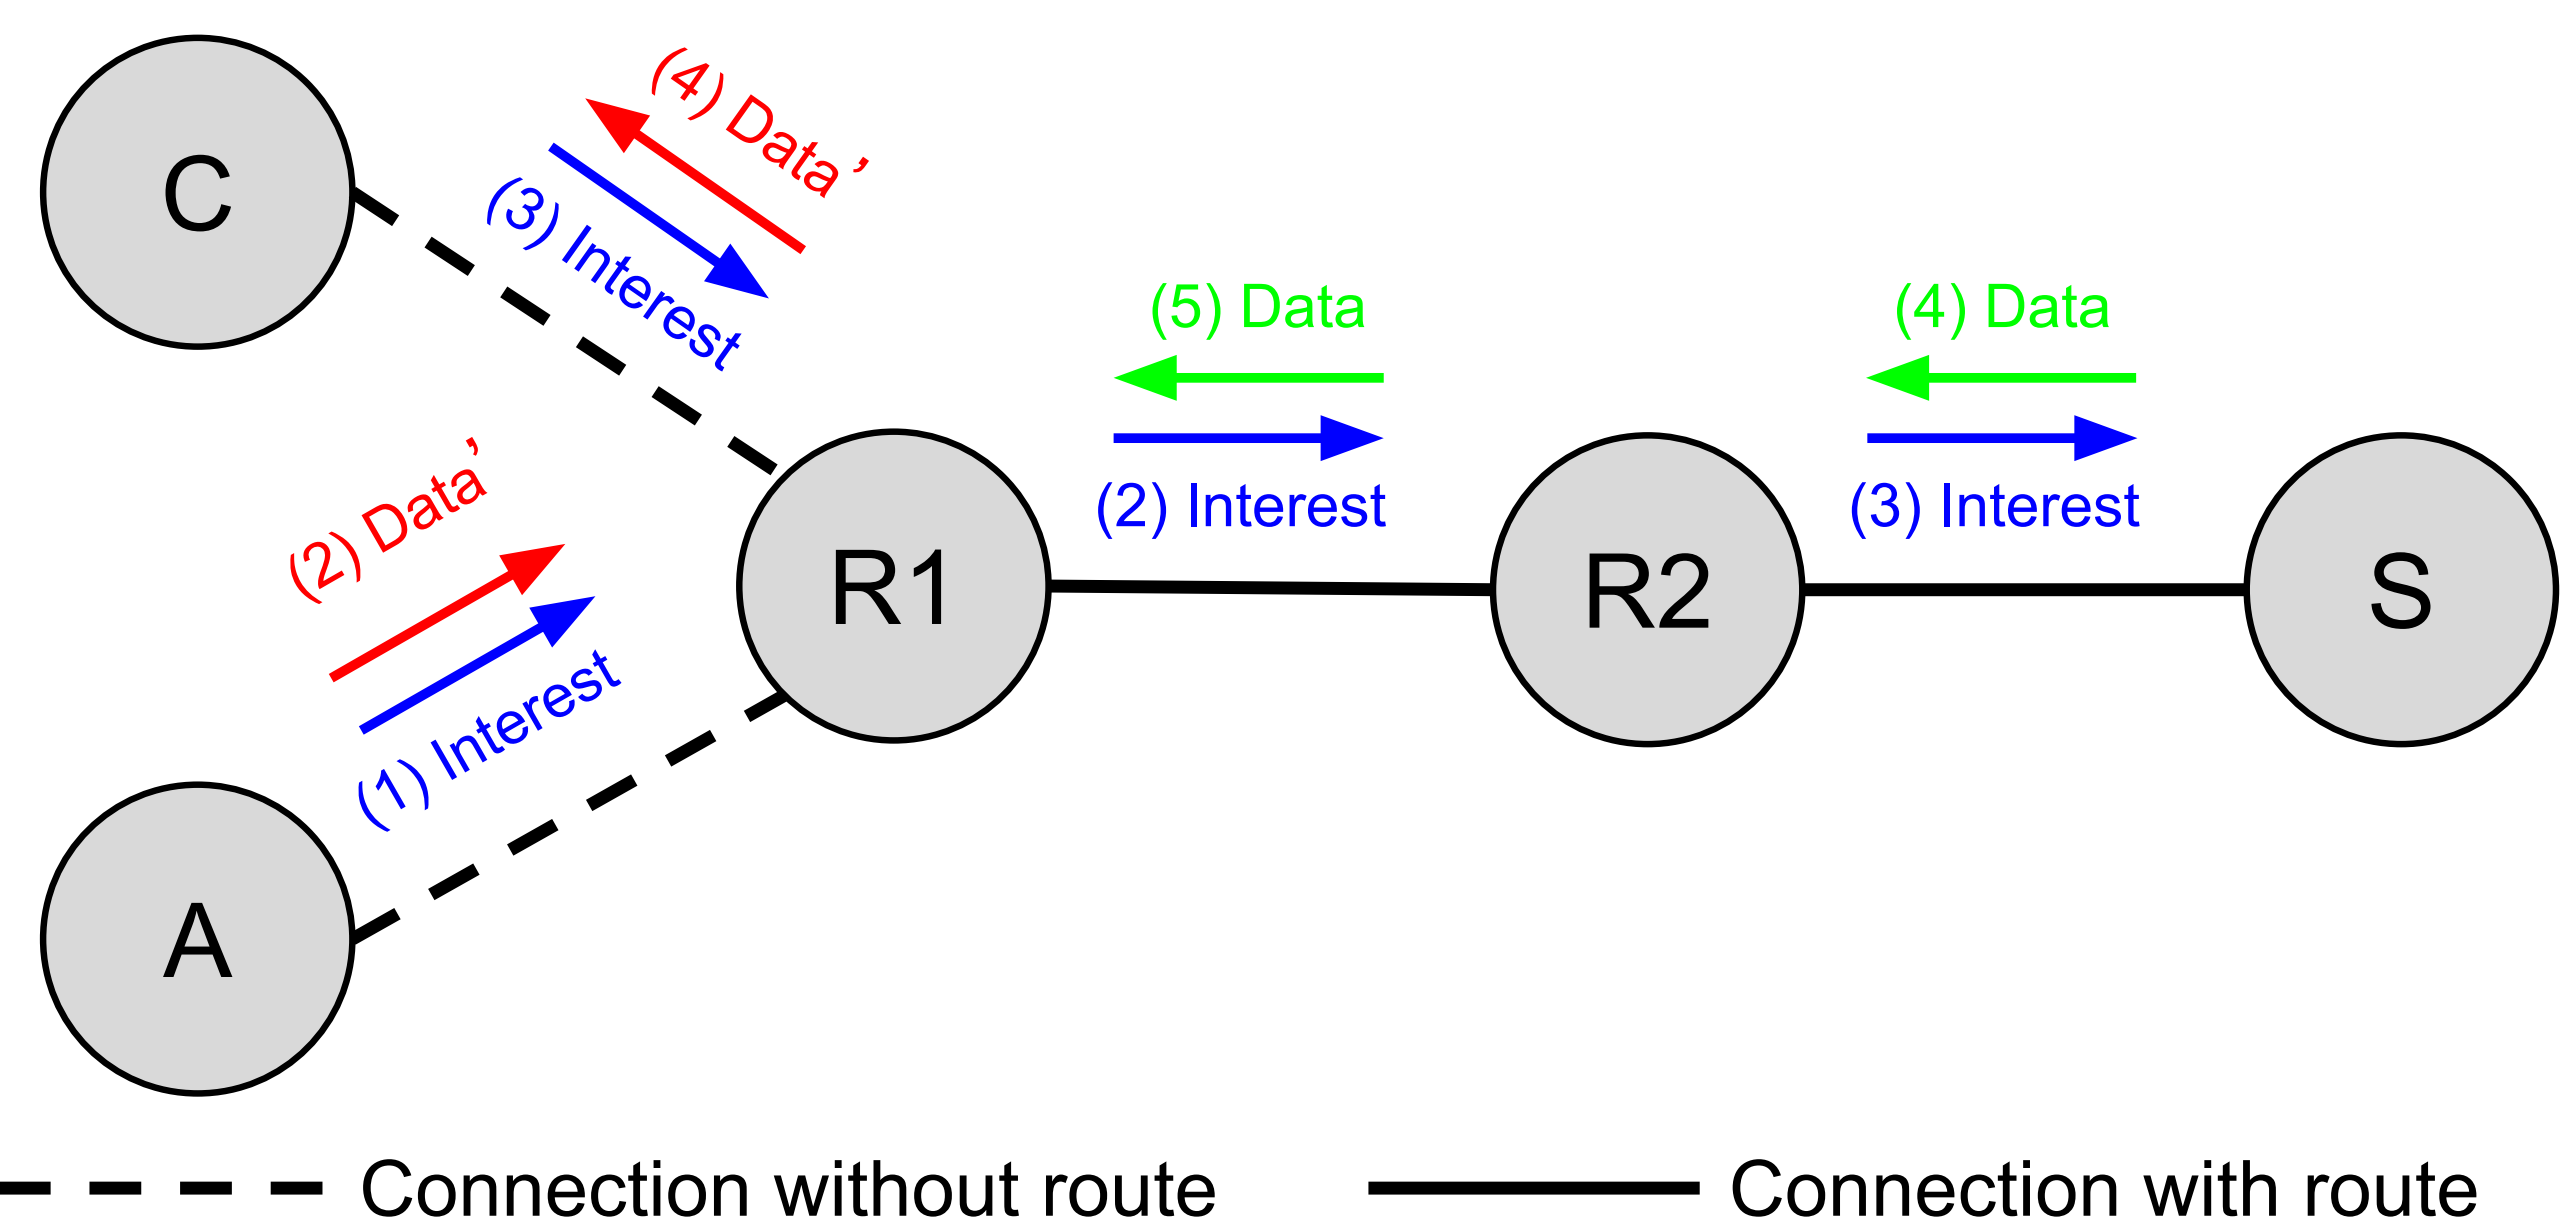 C
(4) Data’
(3) Interest
(5) Data
(4) Data
(2) Interest
(3) Interest
(2) Data’
(1) Interest
R1
R2
S
A
Connection without route
Connection with route